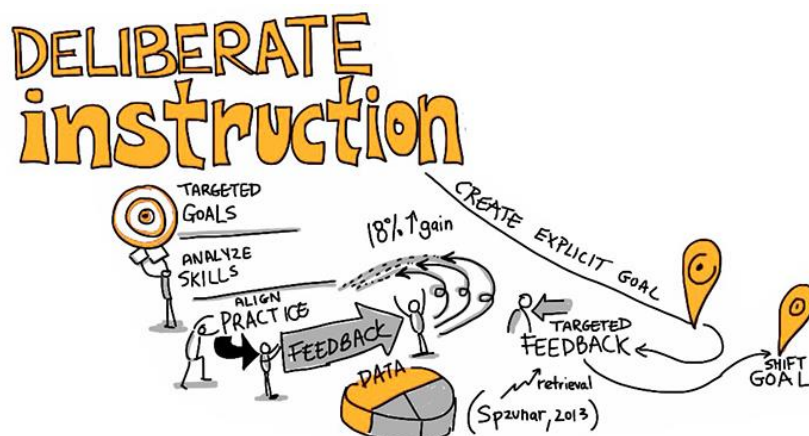 DELIBERATE
instruction
TARGETED
GOALS
ANALYZE
SKILLS
ALIGN
PRACTICE
FEEDBACK
DATA
18% ↑ gain
CREATE EXPLICIT GOAL
TARGETED
FEEDBACK
retrieval
(Spzunar, 2013)
SHIFT
GOAL